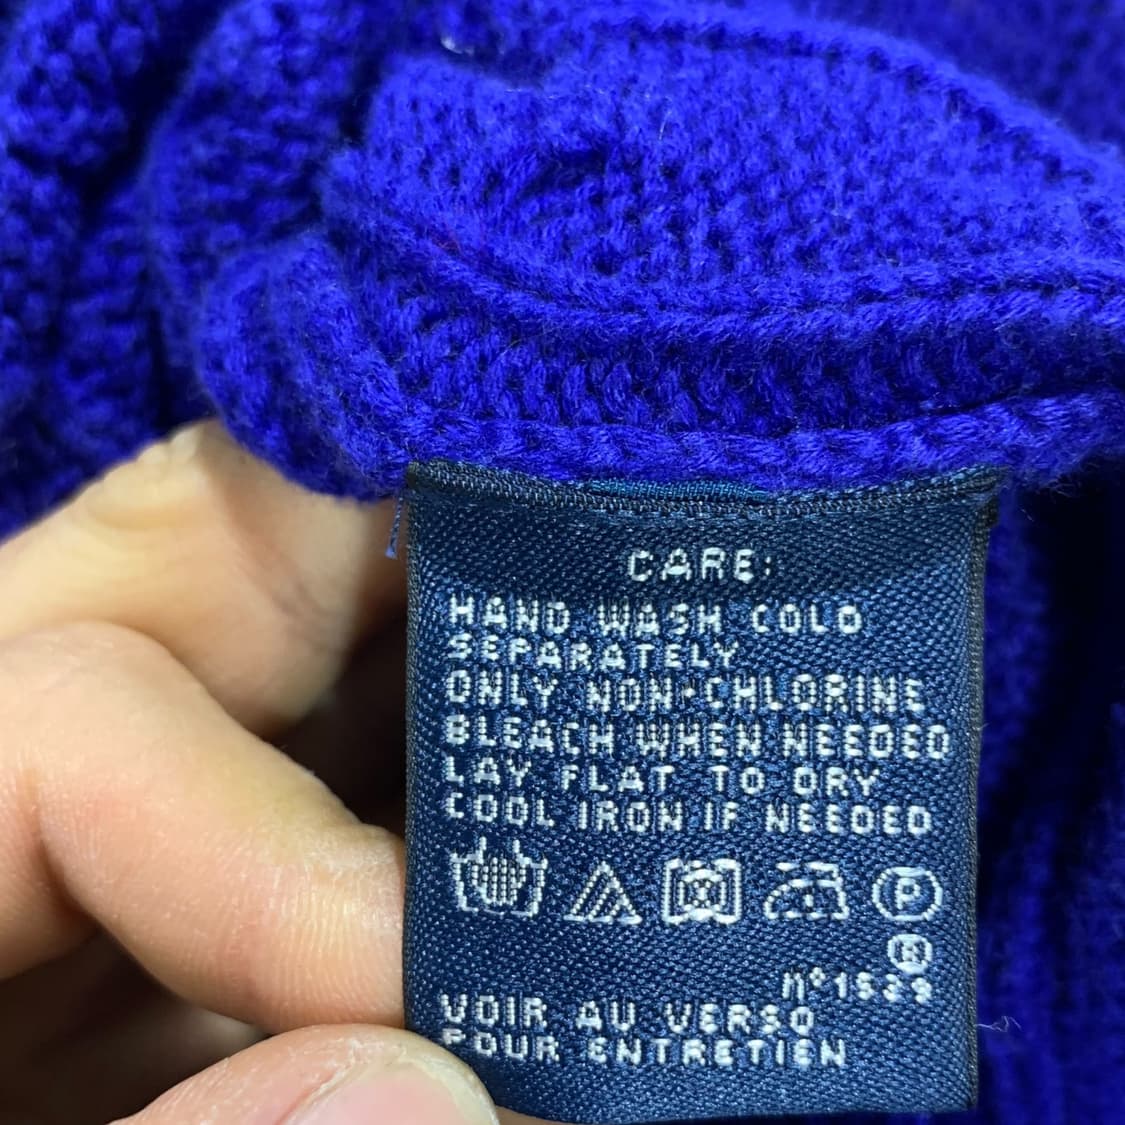 CARE:
HAND WASH COLD
SEPARATELY
ONLY NON-CHLORINE
BLEACH WHEN NEEDED
LAY FLAT TO DRY
COOL IRON IF NEEDED
P
R
VOIR AU VERSO
POUR ENTRETIEN